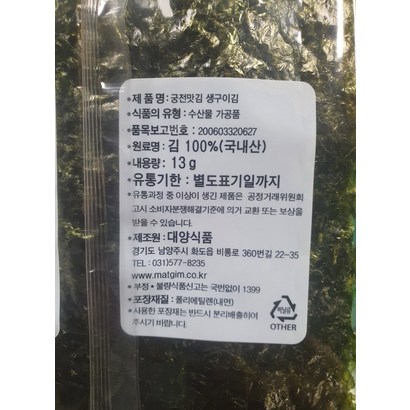 *제 품 명: 궁전맛김 생구이김
*식품의 유형 : 수산물 가공품
*품목보고번호 : 200603320627
*원료명: 김 100%(국내산)
*내용량: 13g
*유통기한 : 별도표기일까지
*유통과정 중 이상이 생긴 제품은 공정거래위원회
고시 소비자분쟁해결기준에 의거 교환 또는 보상을
받을 수 있습니다.
*제조원: 대양식품
경기도 남양주시 화도읍 비룡로 360번길 22-35
TEL : 031)577-8235
www.matgim.co.kr
*부정 • 불량식품신고는 국번없이 1399
*포장재질: 폴리에틸렌(내면)
*사용한 포장재는 반드시 분리배출하여
주시기 바랍니다.
비닐류
OTHER